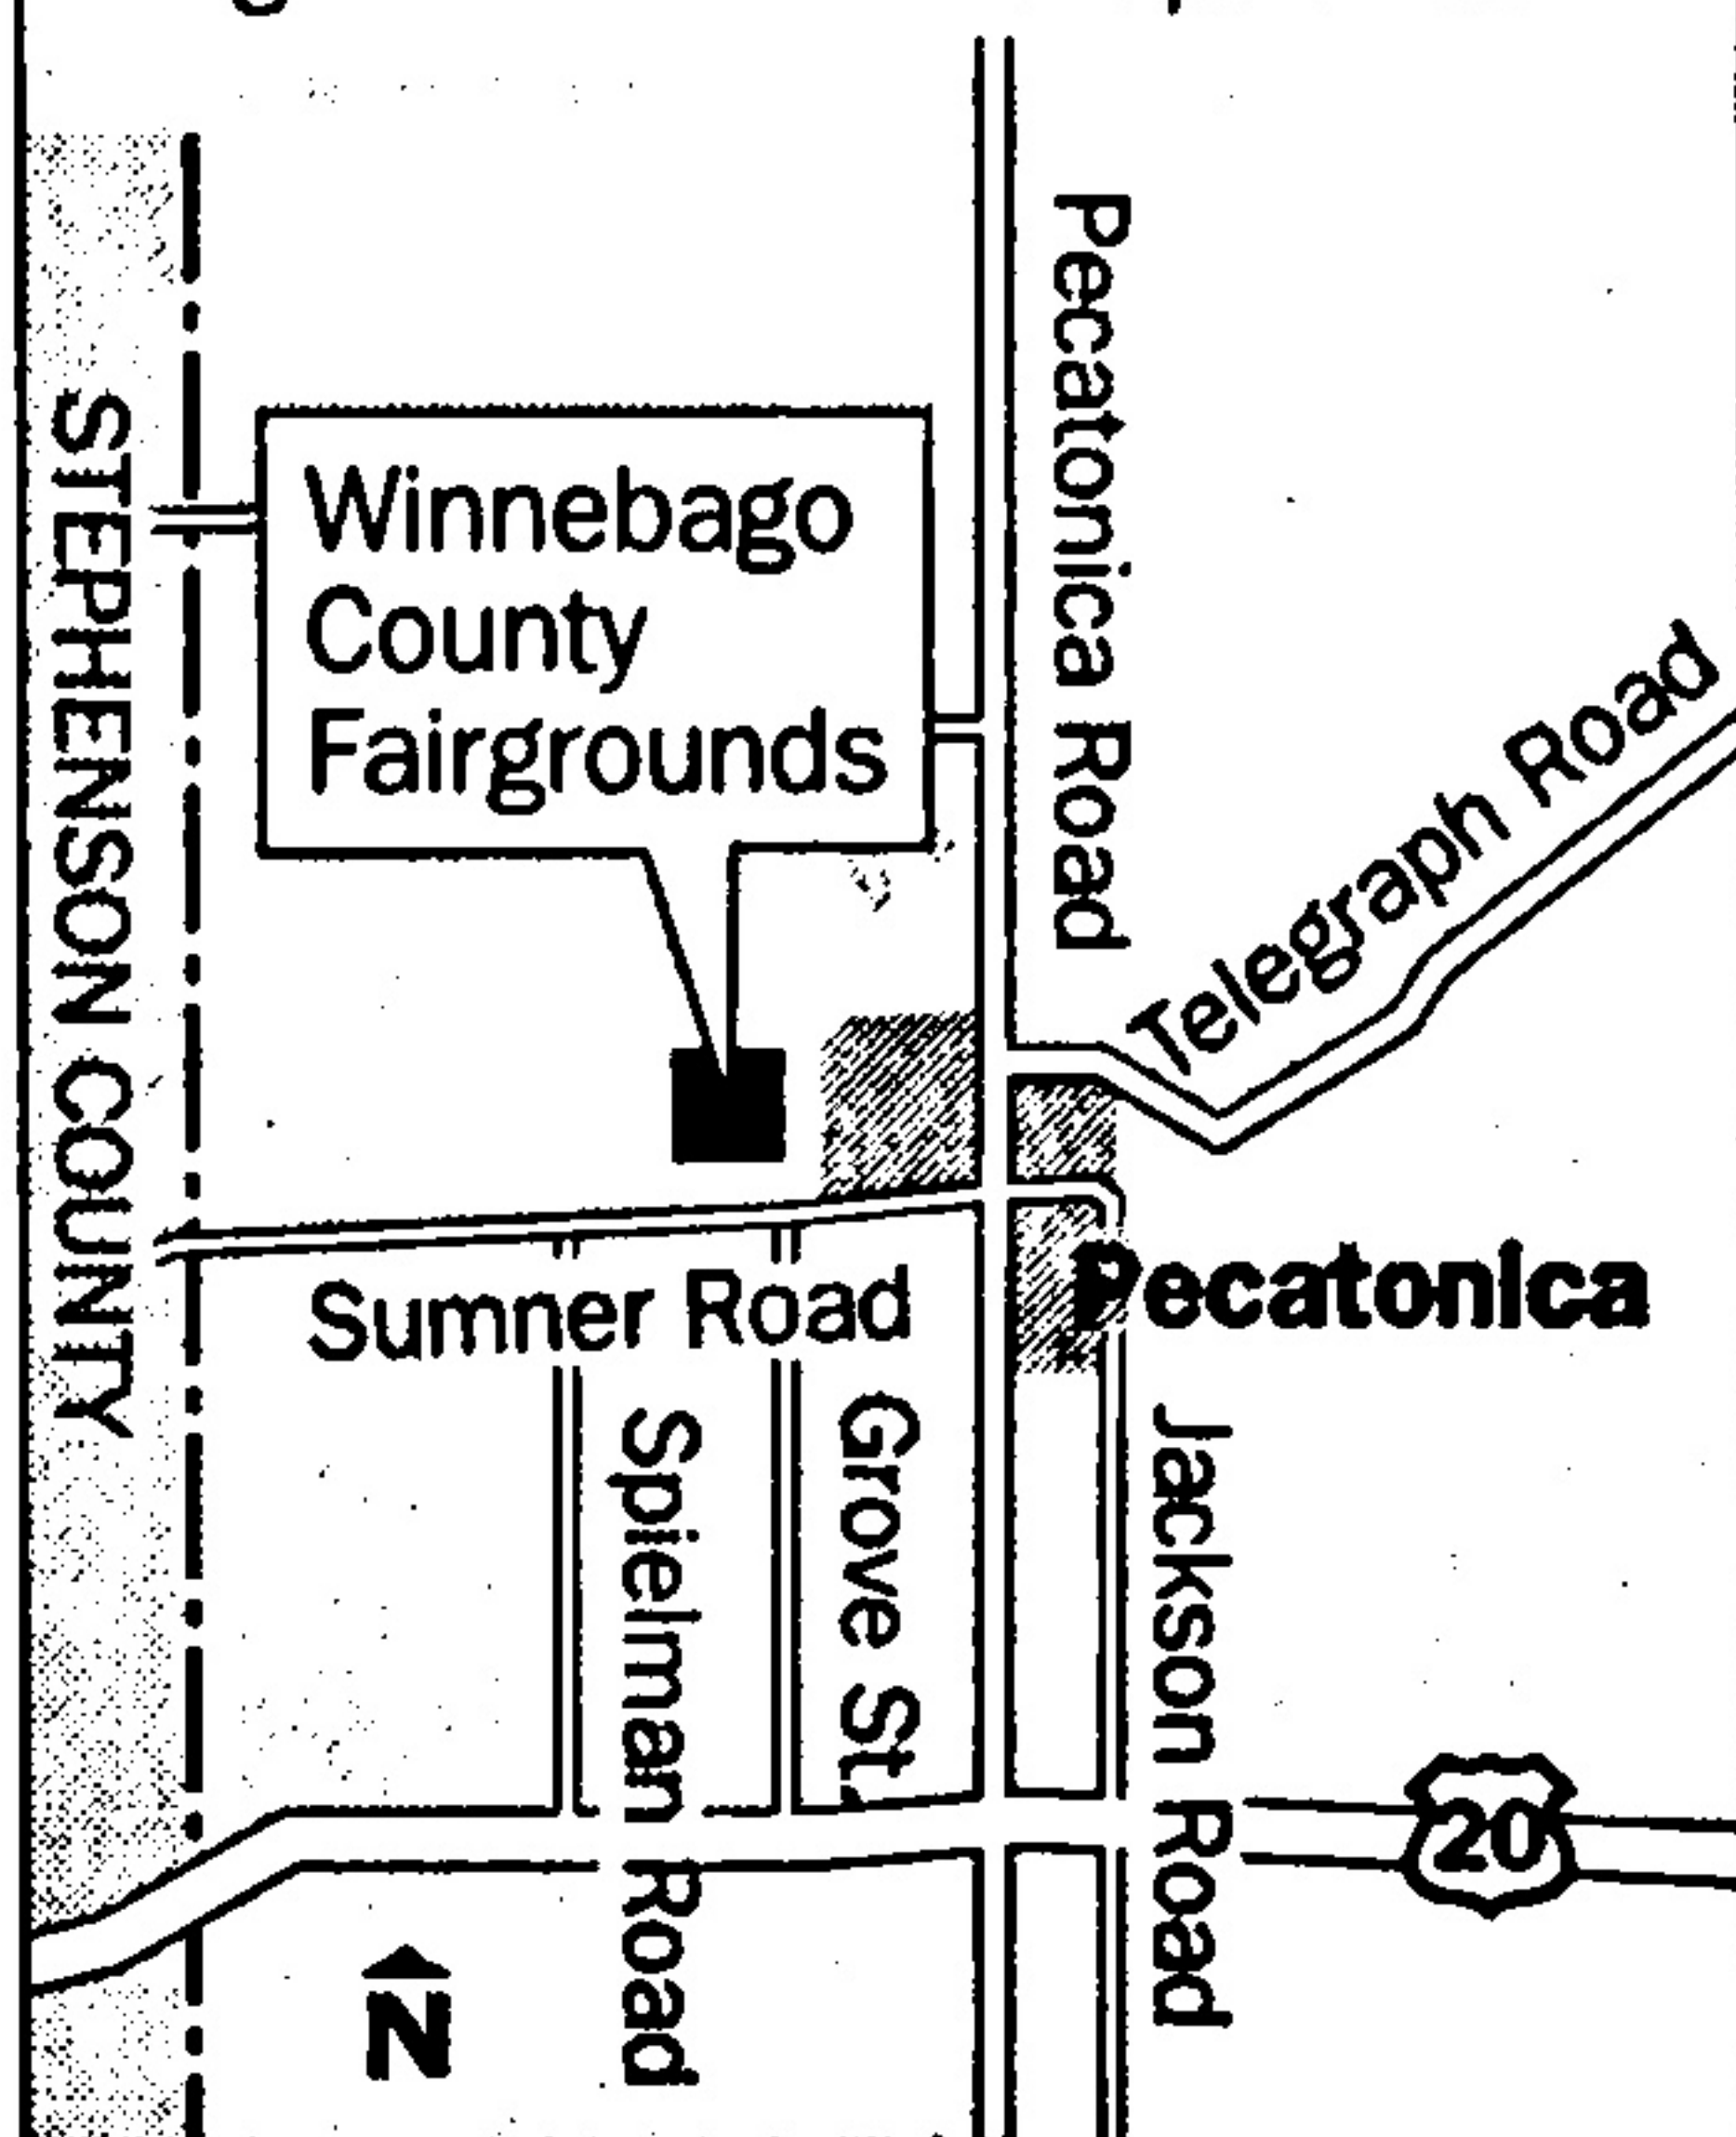 Pecatonica Road
STEPHENSON COUNTY
Winnebago
County
Fairgrounds
Telegraph Road
Pecatonica
Sumner Road
Spielman Road
Grove St.
Jackson Road
20
N